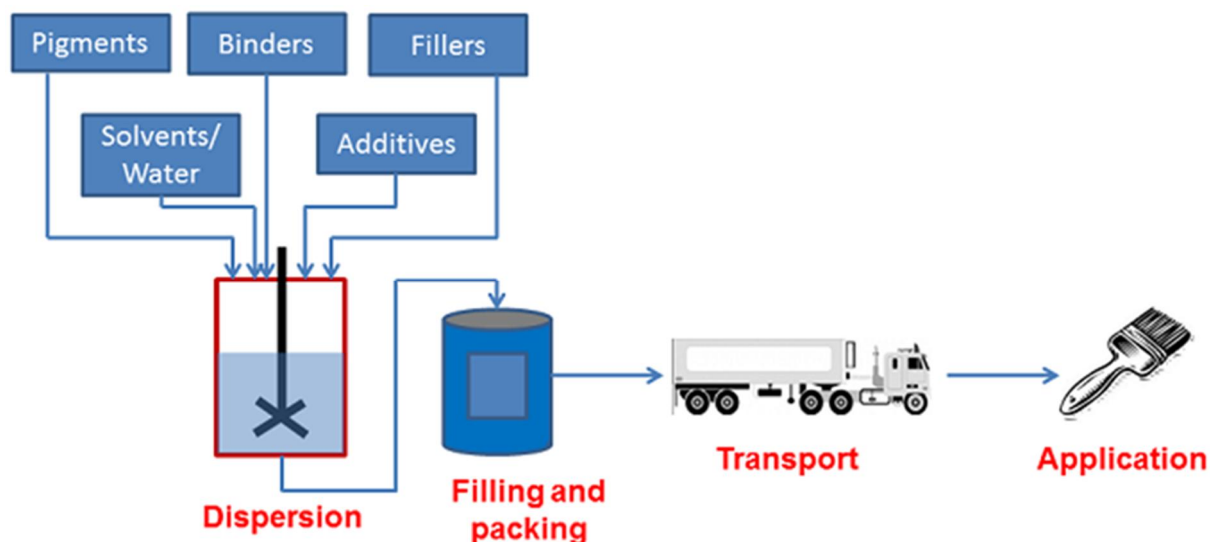 Pigments
Binders
Fillers
Solvents/
Water
Additives
Dispersion
Filling and
packing
Transport
Application